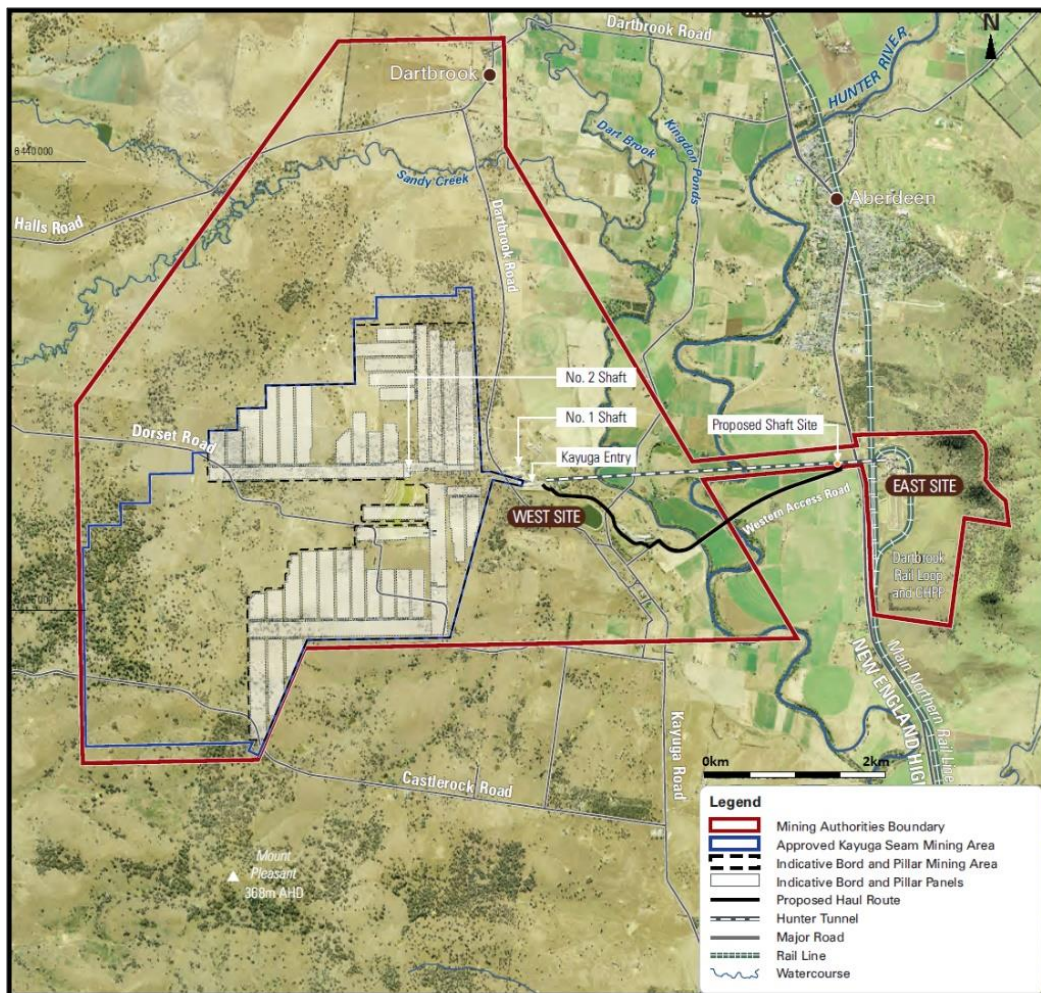 Dartbrook Road
N
HUNTER RIVER
Dartbrook
Kingdon Ponds
Dart Brook
6 440 000
Sandy Creek
Aberdeen
Halls Road
Dartbrook Road
No. 2 Shaft
No. 1 Shaft
Proposed Shaft Site
Dorset Road
Kayuga Entry
EAST SITE
WEST SITE
Western Access Road
Dartbrook
Rail Loop
and CHPP
Main Northern Rail Line
NEW ENGLAND HIG
Kayuga Road
0km
2km
Castlerock Road
Mount
Pleasant
368m AHD
Legend
Mining Authorities Boundary
Approved Kayuga Seam Mining Area
Indicative Bord and Pillar Mining Area
Indicative Bord and Pillar Panels
Proposed Haul Route
Hunter Tunnel
Major Road
Rail Line
Watercourse